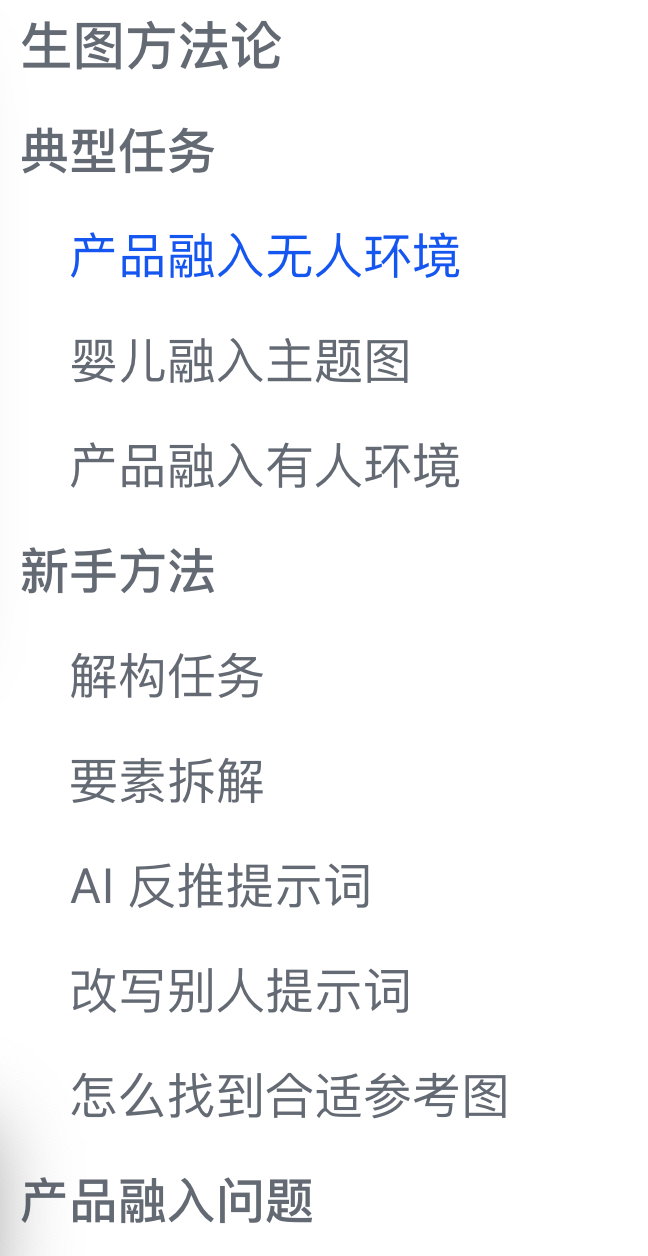 生图方法论
典型任务
产品融入无人环境
婴儿融入主题图
产品融入有人环境
新手方法
解构任务
要素拆解
AI 反推提示词
改写别人提示词
怎么找到合适参考图
产品融入问题